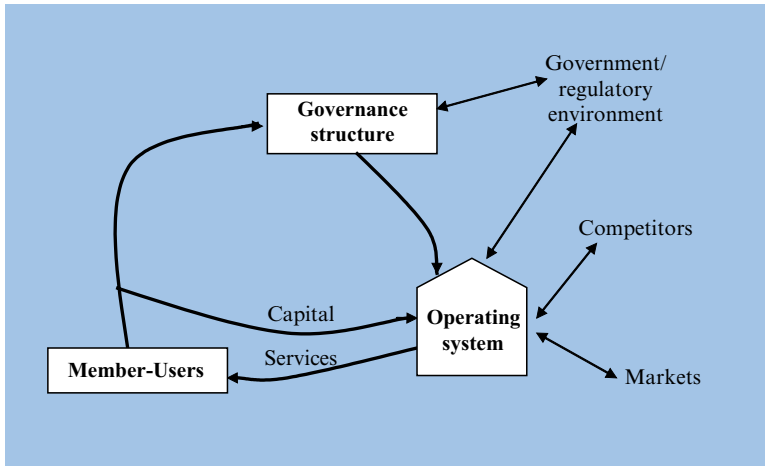 Government/
regulatory
environment
Governance
structure
Competitors
Capital
Operating
system
Services
Member-Users
Markets